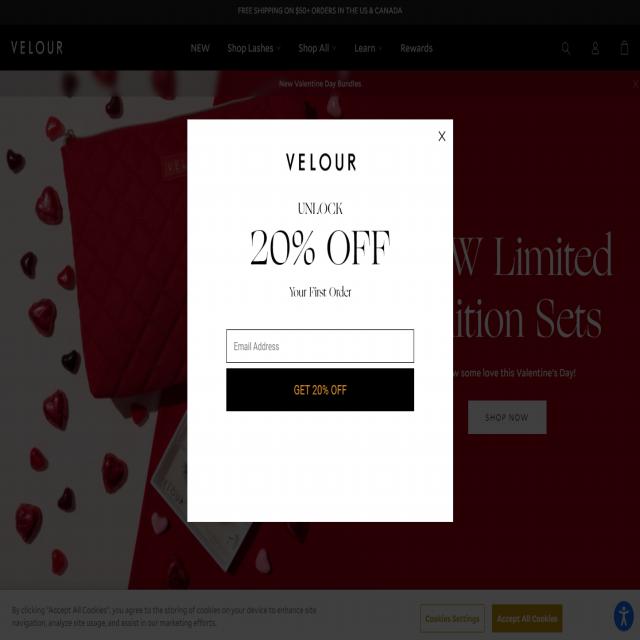 FREE SHIPPING ON $50+ ORDERS IN THE US & CANADA
VELOUR
NEW
Shop Lashes
Shop All
Learn
Rewards
New Valentine Day Bundles
X
VELOUR
UNLOCK
20% OFF
Your First Order
Email Address
GET 20% OFF
W Limited
ition Sets
w some love this Valentine's Day!
SHOP NOW
By clicking "Accept All Cookies", you agree to the storing of cookies on your device to enhance site
navigation, analyze site usage, and assist in our marketing efforts.
Cookies Settings
Accept All Cookies